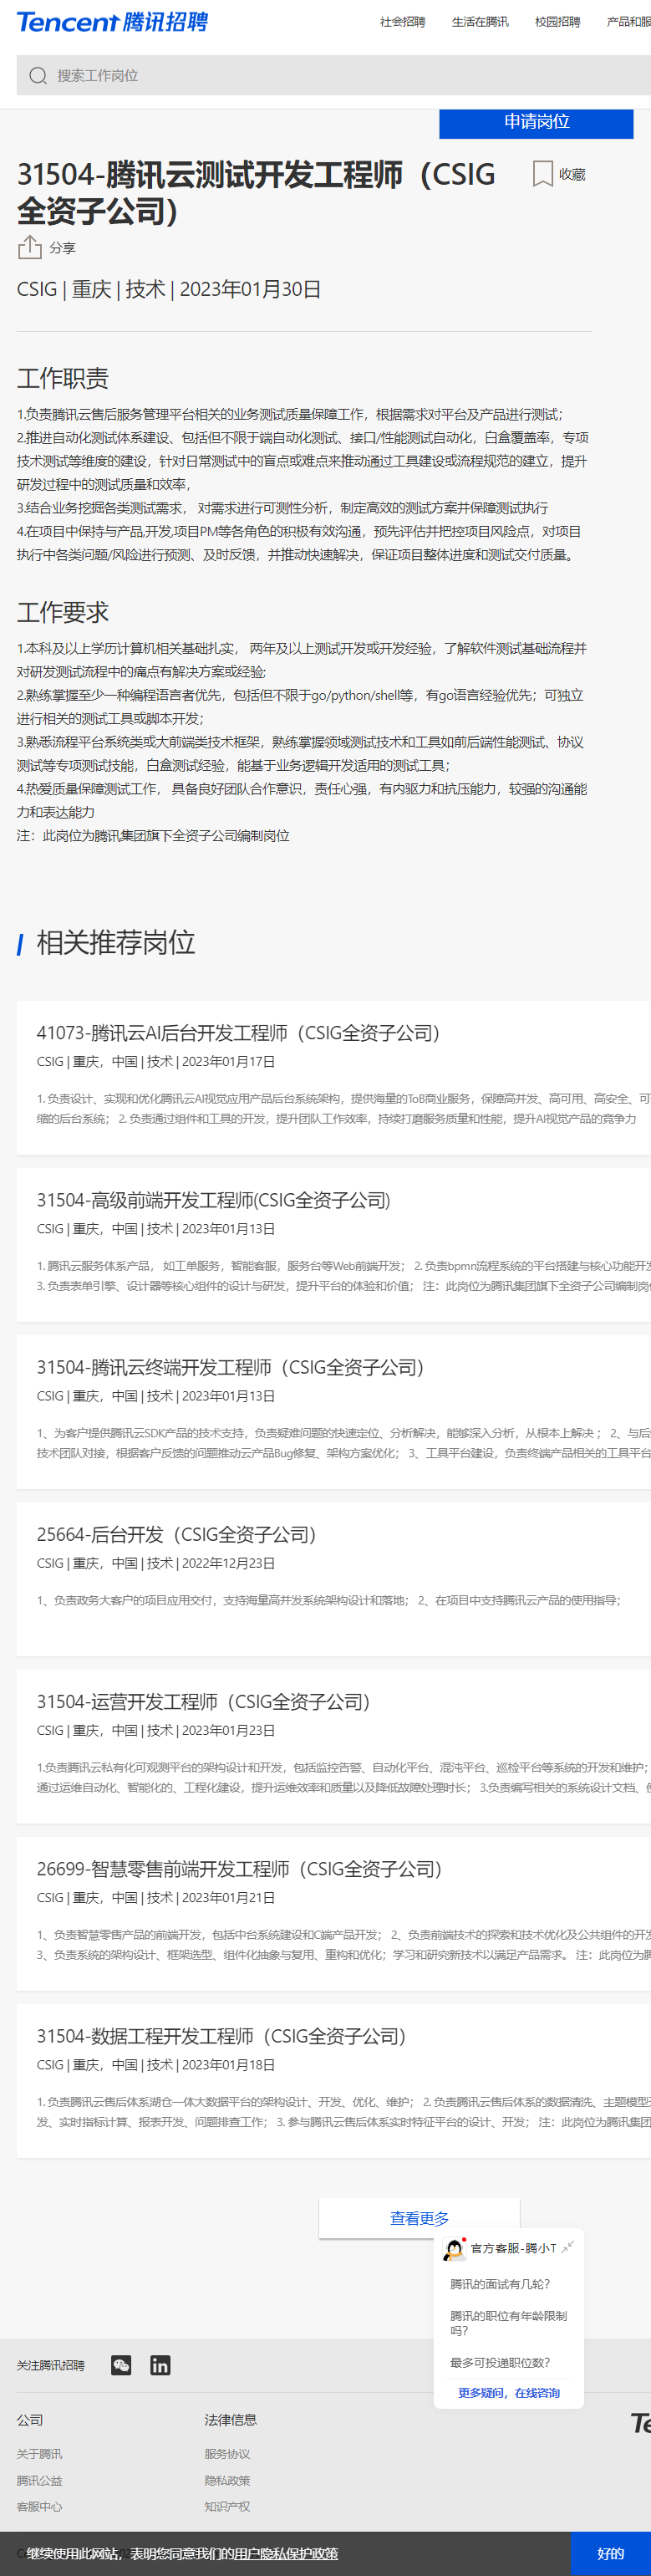 Tencent 腾讯招聘
社会招聘 生活在腾讯 校园招聘 产品和服
搜索工作岗位
申请岗位
31504-腾讯云测试开发工程师（CSIG
全资子公司）
收藏
分享
CSIG | 重庆 | 技术 | 2023年01月30日
工作职责
1.负责腾讯云售后服务管理平台相关的业务测试质量保障工作，根据需求对平台及产品进行测试；
2.推进自动化测试体系建设、包括但不限于端自动化测试、接口/性能测试自动化，白盒覆盖率，专项
技术测试等维度的建设，针对日常测试中的盲点或难点来推动通过工具建设或流程规范的建立，提升
研发过程中的测试质量和效率，
3.结合业务挖掘各类测试需求， 对需求进行可测性分析，制定高效的测试方案并保障测试执行
4.在项目中保持与产品,开发,项目PM等各角色的积极有效沟通，预先评估并把控项目风险点，对项目
执行中各类问题/风险进行预测、及时反馈，并推动快速解决，保证项目整体进度和测试交付质量。
工作要求
1.本科及以上学历计算机相关基础扎实， 两年及以上测试开发或开发经验，了解软件测试基础流程并
对研发测试流程中的痛点有解决方案或经验;
2.熟练掌握至少一种编程语言者优先，包括但不限于go/python/shell等，有go语言经验优先；可独立
进行相关的测试工具或脚本开发；
3.熟悉流程平台系统类或大前端类技术框架，熟练掌握领域测试技术和工具如前后端性能测试、协议
测试等专项测试技能，白盒测试经验，能基于业务逻辑开发适用的测试工具；
4.热爱质量保障测试工作， 具备良好团队合作意识，责任心强，有内驱力和抗压能力，较强的沟通能
力和表达能力
注：此岗位为腾讯集团旗下全资子公司编制岗位
相关推荐岗位
41073-腾讯云AI后台开发工程师（CSIG全资子公司）
CSIG | 重庆，中国 | 技术 | 2023年01月17日
1. 负责设计、实现和优化腾讯云AI视觉应用产品后台系统架构，提供海量的ToB商业服务，保障高并发、高可用、高安全、可
缩的后台系统； 2. 负责通过组件和工具的开发，提升团队工作效率，持续打磨服务质量和性能，提升AI视觉产品的竞争力
31504-高级前端开发工程师(CSIG全资子公司)
CSIG | 重庆，中国 | 技术 | 2023年01月13日
1. 腾讯云服务体系产品， 如工单服务，智能客服，服务台等Web前端开发； 2. 负责bpmn流程系统的平台搭建与核心功能开发
3. 负责表单引擎、设计器等核心组件的设计与研发，提升平台的体验和价值； 注：此岗位为腾讯集团旗下全资子公司编制岗位
31504-腾讯云终端开发工程师（CSIG全资子公司）
CSIG | 重庆，中国 | 技术 | 2023年01月13日
1、为客户提供腾讯云SDK产品的技术支持，负责疑难问题的快速定位、分析解决，能够深入分析，从根本上解决 ； 2、与后
技术团队对接，根据客户反馈的问题推动云产品Bug修复、架构方案优化； 3、工具平台建设，负责终端产品相关的工具平台
25664-后台开发（CSIG全资子公司）
CSIG | 重庆，中国 | 技术 | 2022年12月23日
1、负责政务大客户的项目应用交付，支持海量高并发系统架构设计和落地； 2、在项目中支持腾讯云产品的使用指导；
31504-运营开发工程师（CSIG全资子公司）
CSIG | 重庆，中国 | 技术 | 2023年01月23日
1.负责腾讯云私有化可观测平台的架构设计和开发，包括监控告警、自动化平台、混沌平台、巡检平台等系统的开发和维护；
通过运维自动化、智能化的、工程化建设，提升运维效率和质量以及降低故障处理时长； 3.负责编写相关的系统设计文档、使
26699-智慧零售前端开发工程师（CSIG全资子公司）
CSIG | 重庆，中国 | 技术 | 2023年01月21日
1、负责智慧零售产品的前端开发，包括中台系统建设和C端产品开发； 2、负责前端技术的探索和技术优化及公共组件的开发
3、负责系统的架构设计、框架选型、组件化抽象与复用、重构和优化；学习和研究新技术以满足产品需求。 注：此岗位为腾
31504-数据工程开发工程师（CSIG全资子公司）
CSIG | 重庆，中国 | 技术 | 2023年01月18日
1. 负责腾讯云售后体系湖仓一体大数据平台的架构设计、开发、优化、维护； 2. 负责腾讯云售后体系的数据清洗、主题模型开
发、实时指标计算、报表开发、问题排查工作； 3. 参与腾讯云售后体系实时特征平台的设计、开发； 注：此岗位为腾讯集团
查看更多
官方客服-腾小T
腾讯的面试有几轮?
腾讯的职位有年龄限制
吗?
最多可投递职位数?
更多疑问，在线咨询
关注腾讯招聘
公司 法律信息
Te
关于腾讯 服务协议
腾讯公益 隐私政策
客服中心 知识产权
继续使用此网站，表明您同意我们的用户隐私保护政策
好的